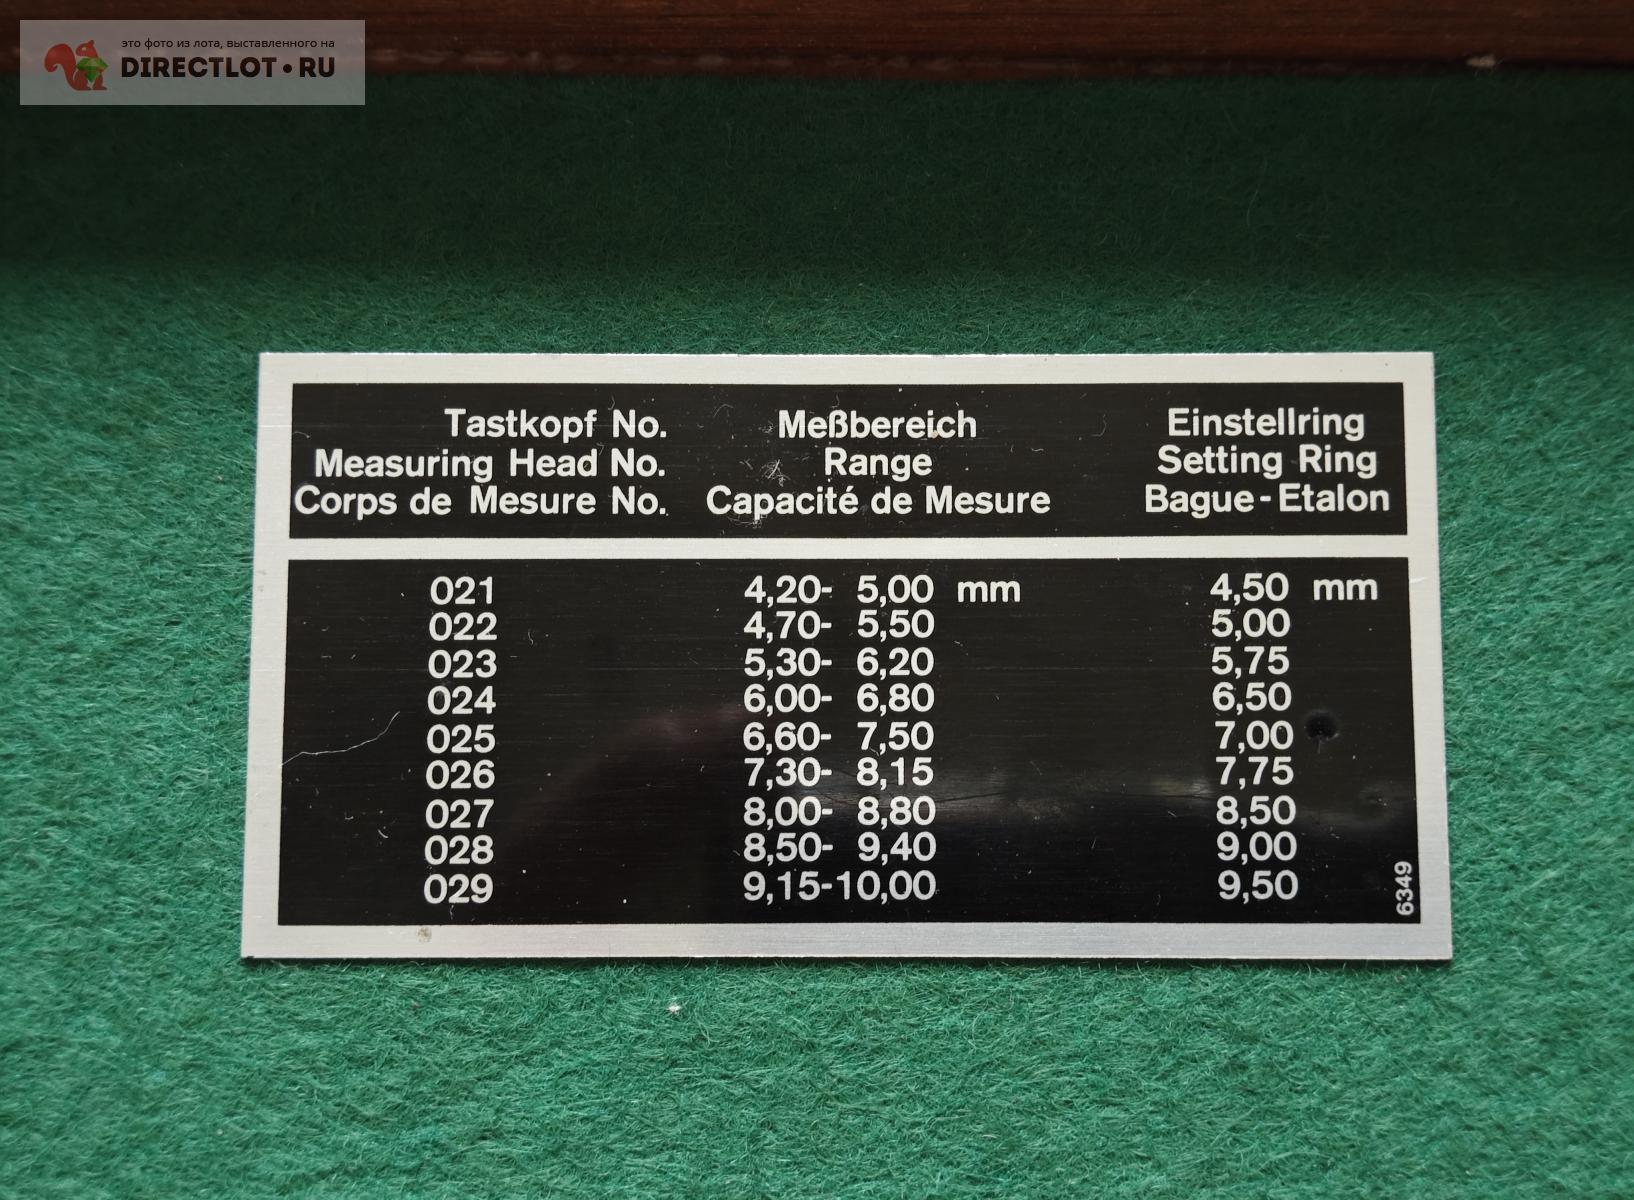 это фото из лота, выставленного на
DIRECTLOT•RU
Tastkopf No. Meßbereich Einstellring
Measuring Head No. Range Setting Ring
Corps de Mesure No. Capacité de Mesure Bague-Etalon
021 4,20- 5,00 mm 4,50 mm
022 4,70- 5,50 5,00
023 5,30- 6,20 5,75
024 6,00- 6,80 6,50
025 6,60- 7,50 7,00
026 7,30- 8,15 7,75
027 8,00- 8,80 8,50
028 8,50- 9,40 9,00
029 9,15-10,00 9,50
6349